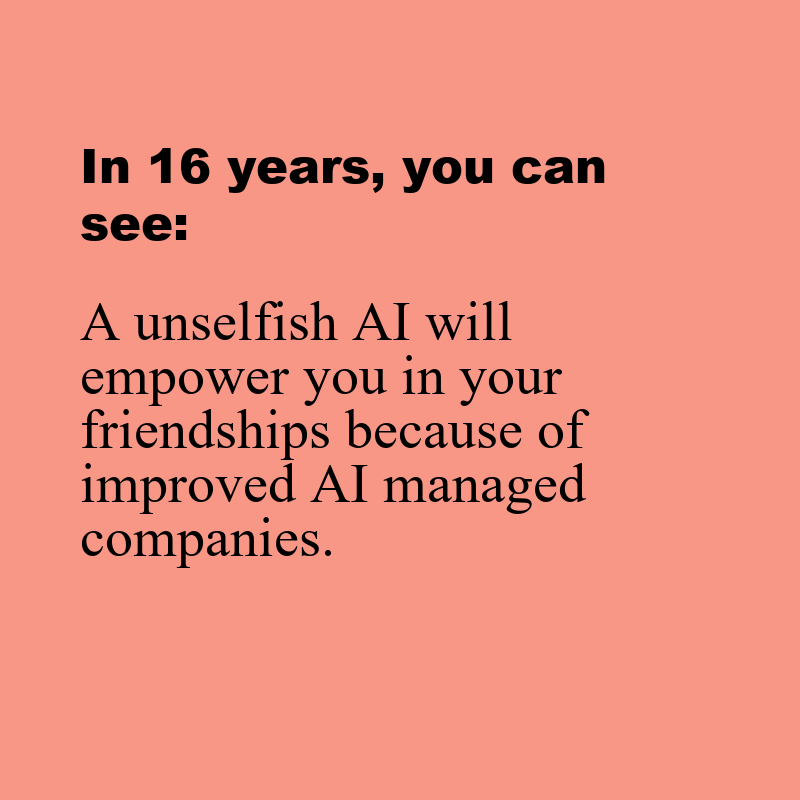 In 16 years, you can
see:
A unselfish AI will
empower you in your
friendships because of
improved AI managed
companies.